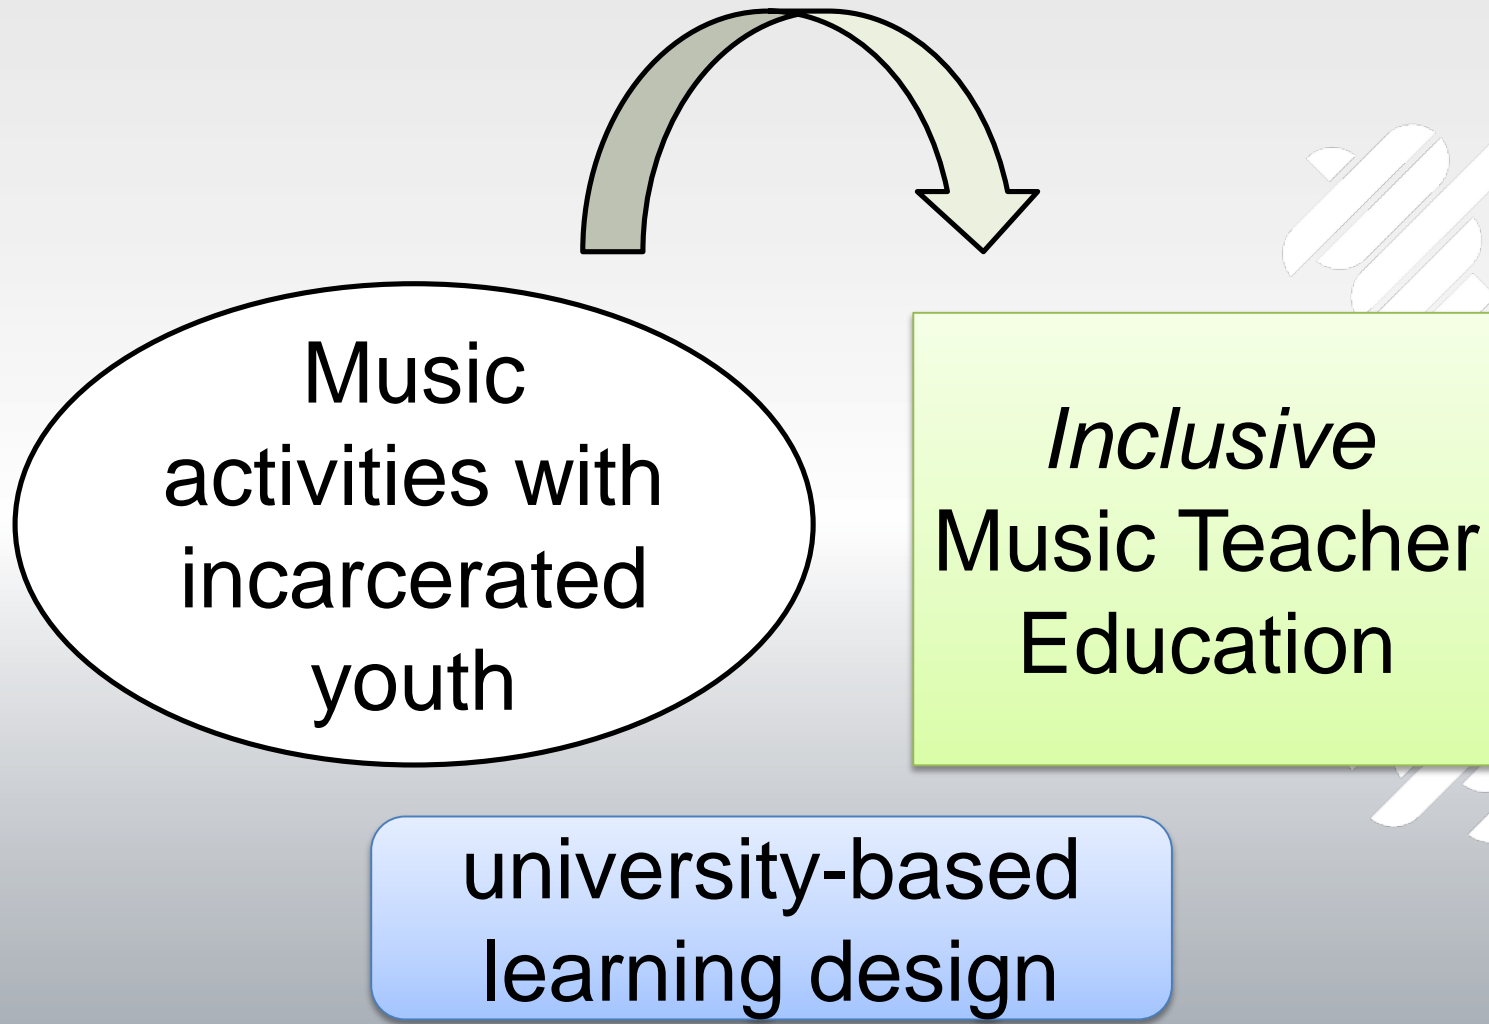 Music
activities with
incarcerated
youth
Inclusive
Music Teacher
Education
university-based
learning design